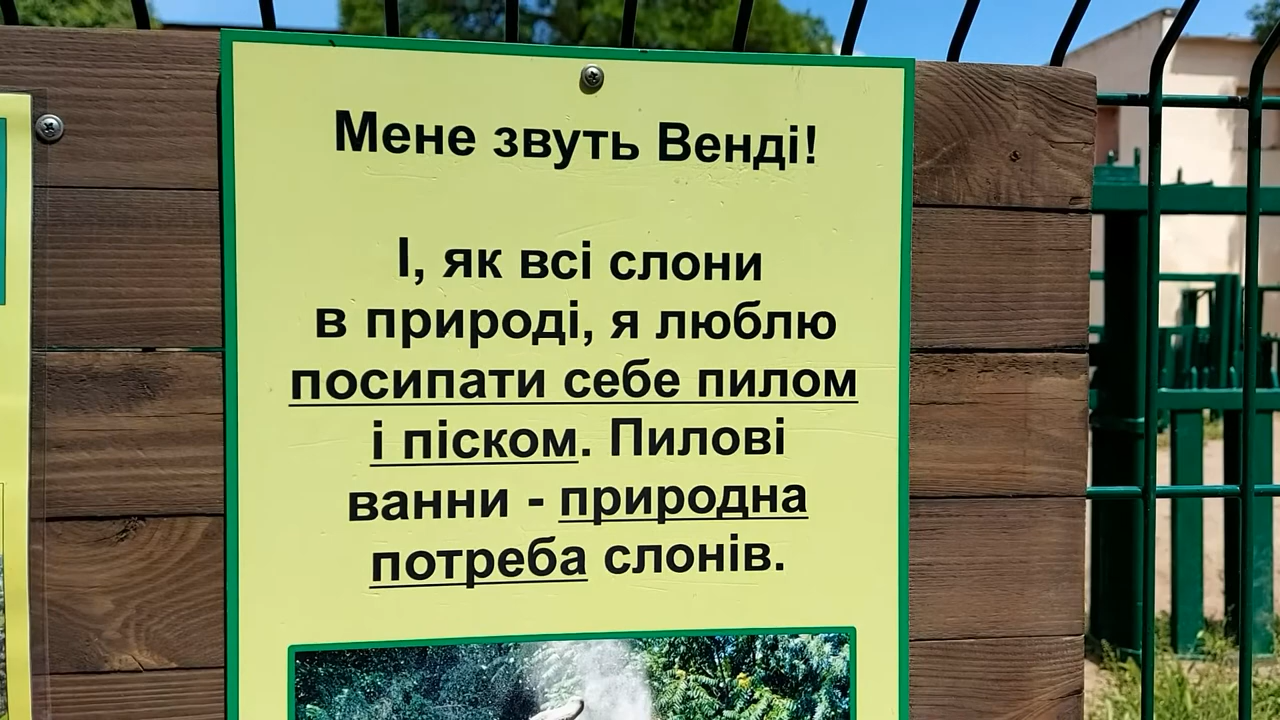 Мене звуть Венді!
І, як всі слони
в природі, я люблю
посипати себе пилом
і піском. Пилові
ванни - природна
потреба слонів.